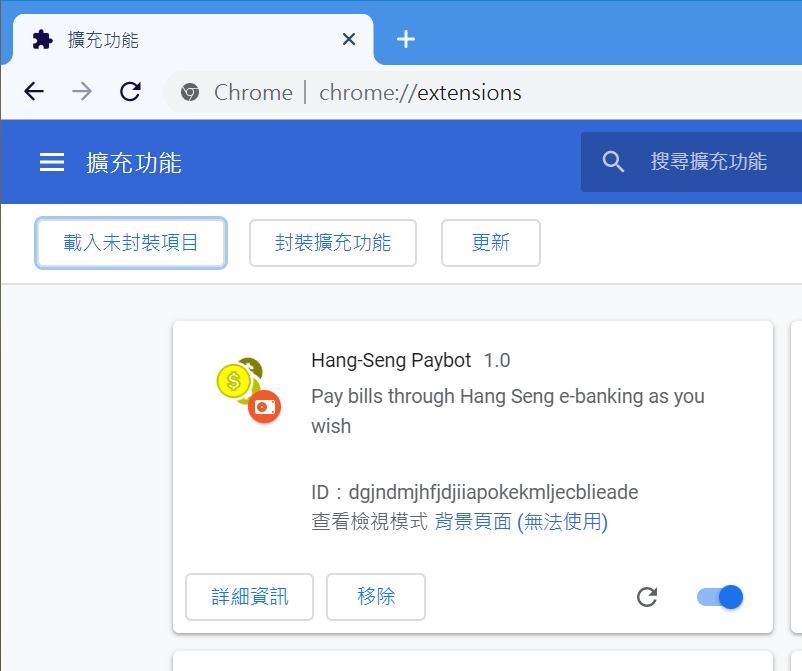 擴充功能
Chrome | chrome://extensions
擴充功能
搜尋擴充功能
載入未封裝項目
封裝擴充功能
更新
Hang-Seng Paybot 1.0
Pay bills through Hang Seng e-banking as you
wish
ID：dgjndmjhfjdjiiapokekmljecblieade
查看檢視模式 背景頁面 (無法使用)
詳細資訊
移除